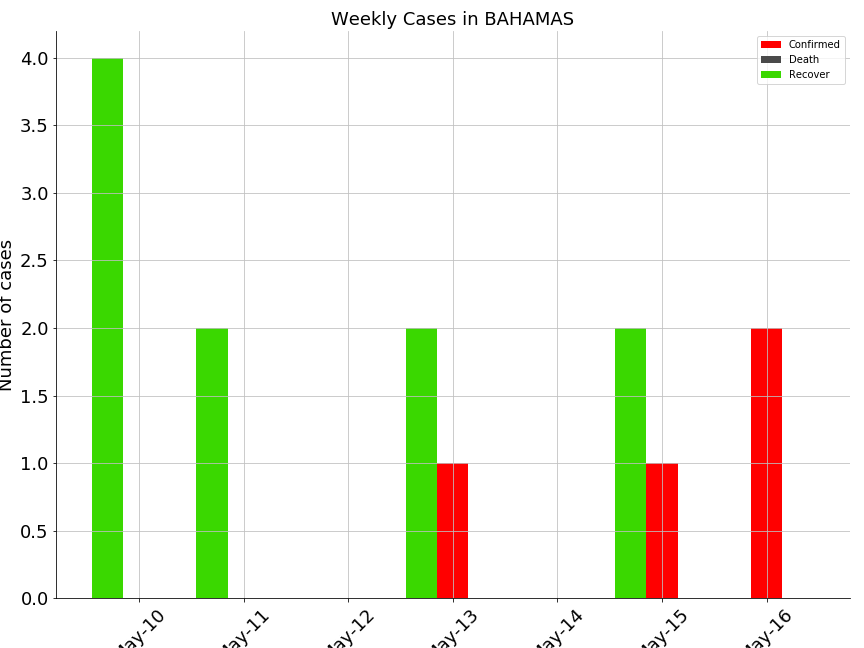 Weekly Cases in BAHAMAS
Confirmed
Death
Recover
Number of cases
4.0
3.5
3.0
2.5
2.0
1.5
1.0
0.5
0.0
May-10
May-11
May-12
May-13
May-14
May-15
May-16